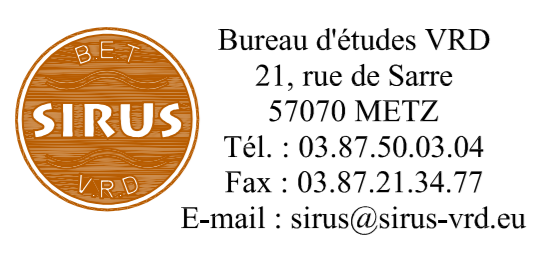 B.E.T
SIRUS
V.R.D
Bureau d'études VRD
21, rue de Sarre
57070 METZ
Tél. : 03.87.50.03.04
Fax : 03.87.21.34.77
E-mail : sirus@sirus-vrd.eu